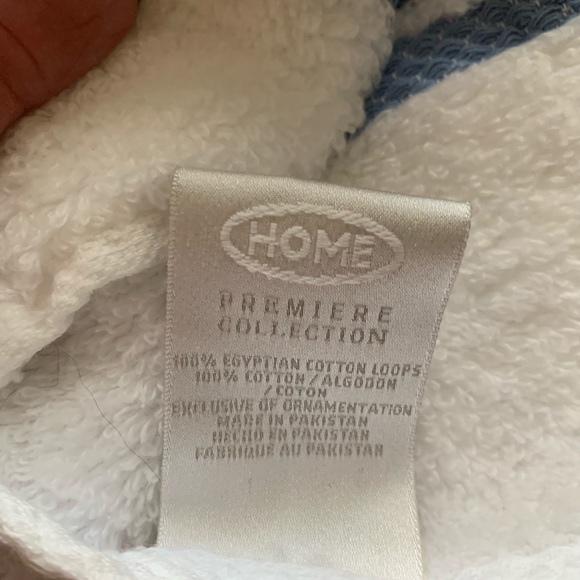 HOME
PREMIERE
COLLECTION
100% EGYPTIAN COTTON LOOPS
100% COTTON / ALGODON
/ COTON
EXCLUSIVE OF ORNAMENTATION
MADE IN PAKISTAN
HECHO EN PAKISTAN
FABRIQUE AU PAKISTAN